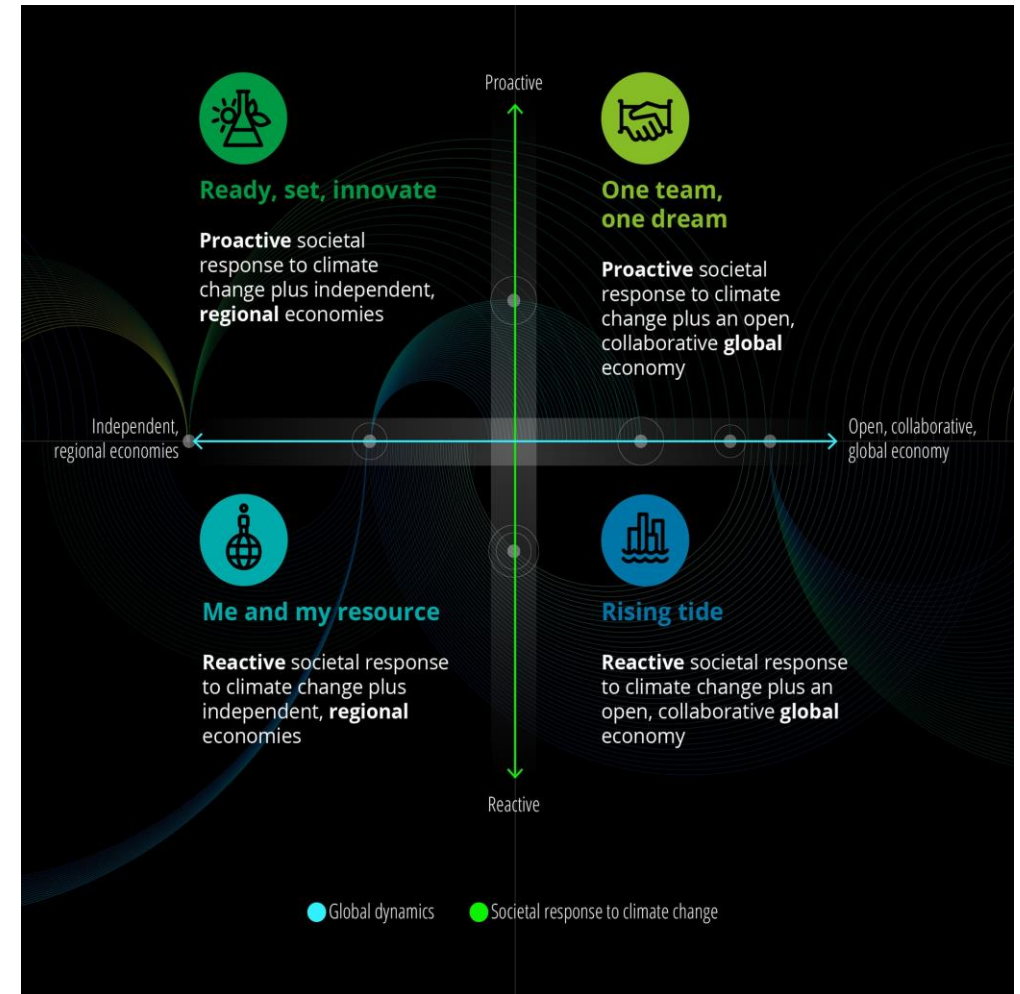 Proactive
Ready, set, innovate
Proactive societal
response to climate
change plus independent,
regional economies
One team,
one dream
Proactive societal
response to climate
change plus an open,
collaborative global
economy
Independent,
regional economies
Open, collaborative,
global economy
Me and my resource
Reactive societal response
to climate change plus
independent, regional
economies
Rising tide
Reactive societal response
to climate change plus an
open, collaborative global
economy
Reactive
Global dynamics
Societal response to climate change